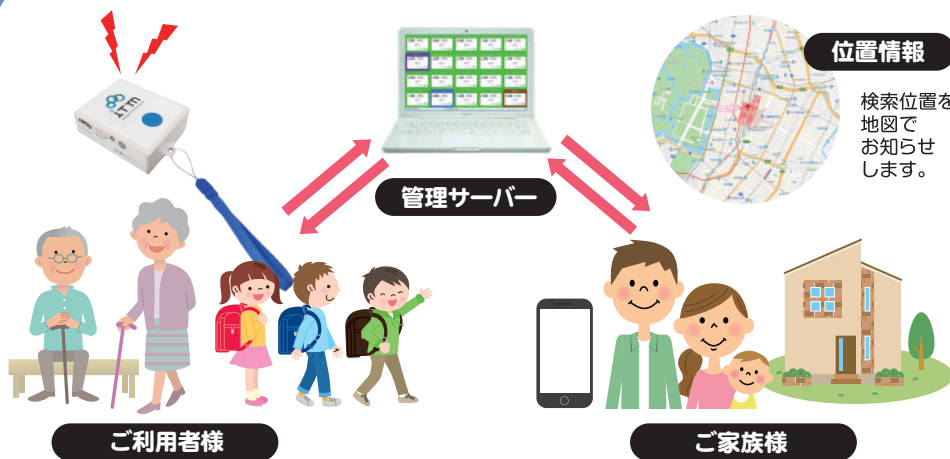 ITM
管理サーバー
位置情報
検索位置を
地図で
お知らせ
します。
ご利用者様
ご家族様